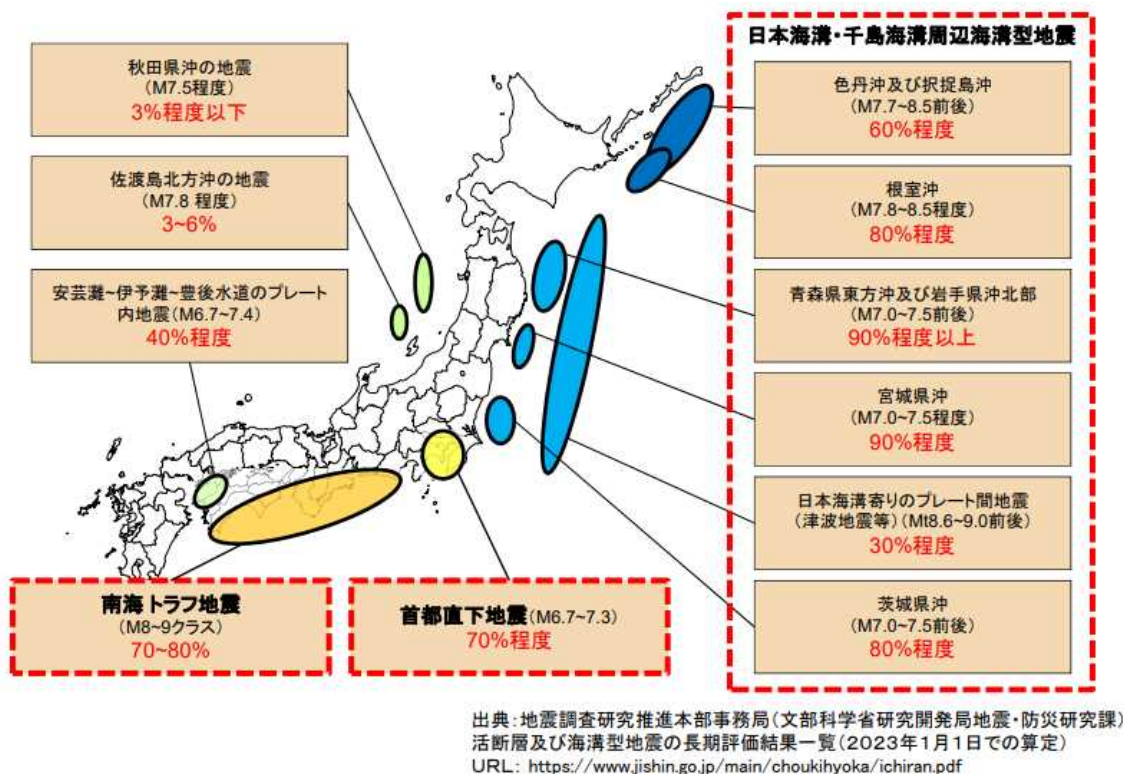 秋田県沖の地震
(M7.5程度)
3%程度以下
佐渡島北方沖の地震
(M7.8 程度)
3~6%
安芸灘~伊予灘~豊後水道のプレート
内地震(M6.7~7.4)
40%程度
南海トラフ地震
(M8~9クラス)
70~80%
首都直下地震(M6.7~7.3)
70%程度
日本海溝・千島海溝周辺海溝型地震
色丹沖及び択捉島沖
(M7.7~8.5前後)
60%程度
根室沖
(M7.8~8.5程度)
80%程度
青森県東方沖及び岩手県沖北部
(M7.0~7.5前後)
90%程度以上
宮城県沖
(M7.0~7.5程度)
90%程度
日本海溝寄りのプレート間地震
(津波地震等)(Mt8.6~9.0前後)
30%程度
茨城県沖
(M7.0~7.5前後)
80%程度
出典:地震調査研究推進本部事務局(文部科学省研究開発局地震・防災研究課)
活断層及び海溝型地震の長期評価結果一覧(2023年1月1日での算定)
URL: https://www.jishin.go.jp/main/choukihyoka/ichiran.pdf